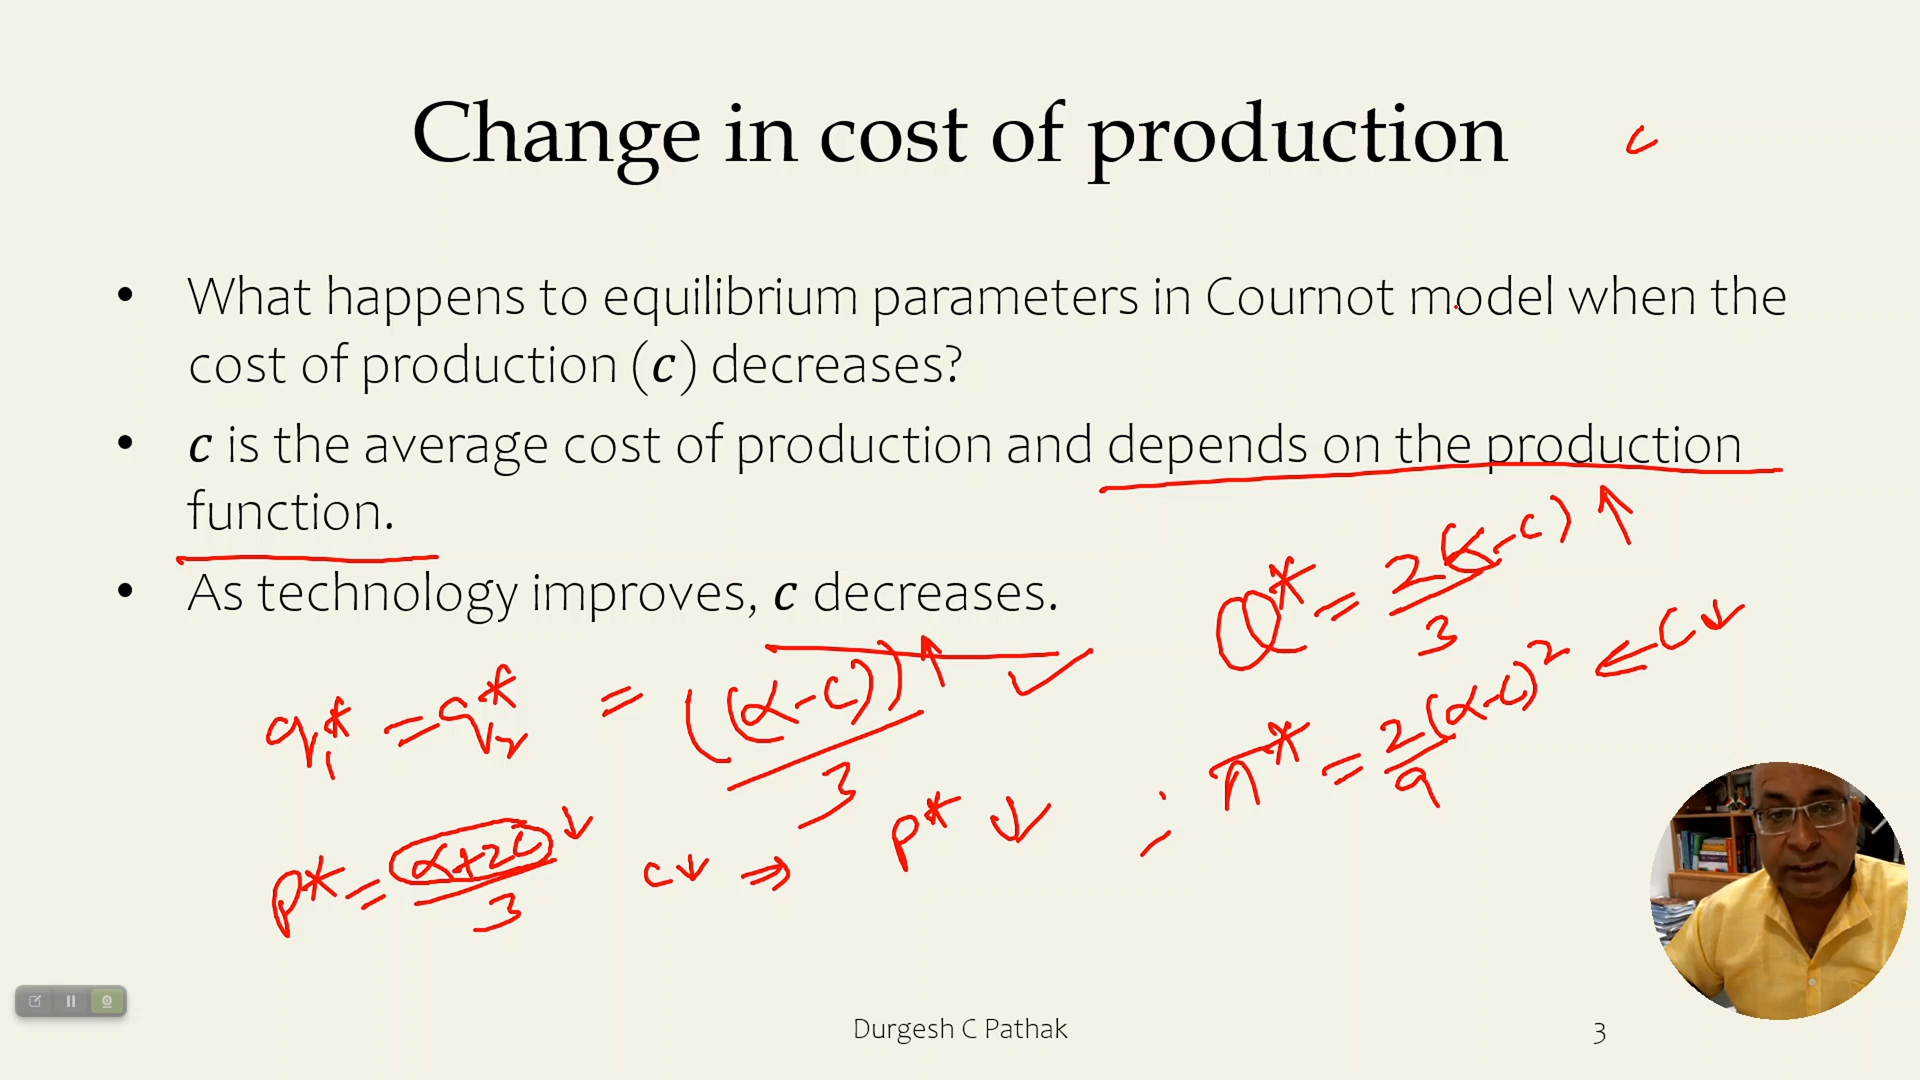 Change in cost of production
c
• What happens to equilibrium parameters in Cournot model when the
cost of production (c) decreases?
• c is the average cost of production and depends on the production
function.
• As technology improves, c decreases.
Q* = 2(α-c)/3 ↑
q₁* = q₂* = ((α-c))/3 ↑ ✓
π* = 2(α-c)²/9 ⇐ C↓
P* = α+2c/3 ↓ c↓ ⇒ P* ↓ ;
Durgesh C Pathak
3